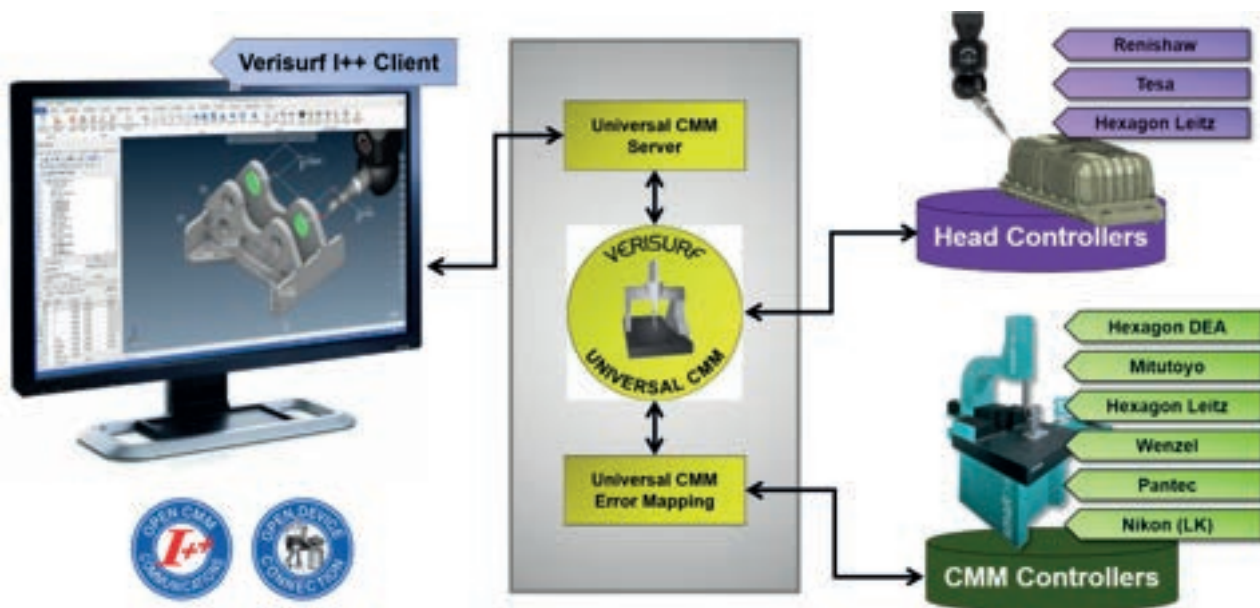 Verisurf I++ Client
Universal CMM
Server
VERISURF
UNIVERSAL CMM
Universal CMM
Error Mapping
Renishaw
Tesa
Hexagon Leitz
Head Controllers
Hexagon DEA
Mitutoyo
Hexagon Leitz
Wenzel
Pantec
Nikon (LK)
CMM Controllers
OPEN CMM
I++
COMMUNICATIONS
OPEN DEVICE
CONNECTION